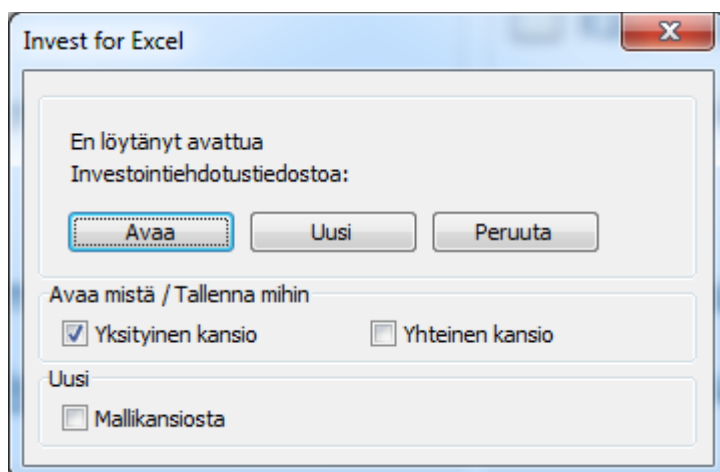 Invest for Excel
En löytänyt avattua
Investointiehdotustiedostoa:
Avaa Uusi Peruuta
Avaa mistä / Tallenna mihin
Yksityinen kansio Yhteinen kansio
Uusi
Mallikansiosta